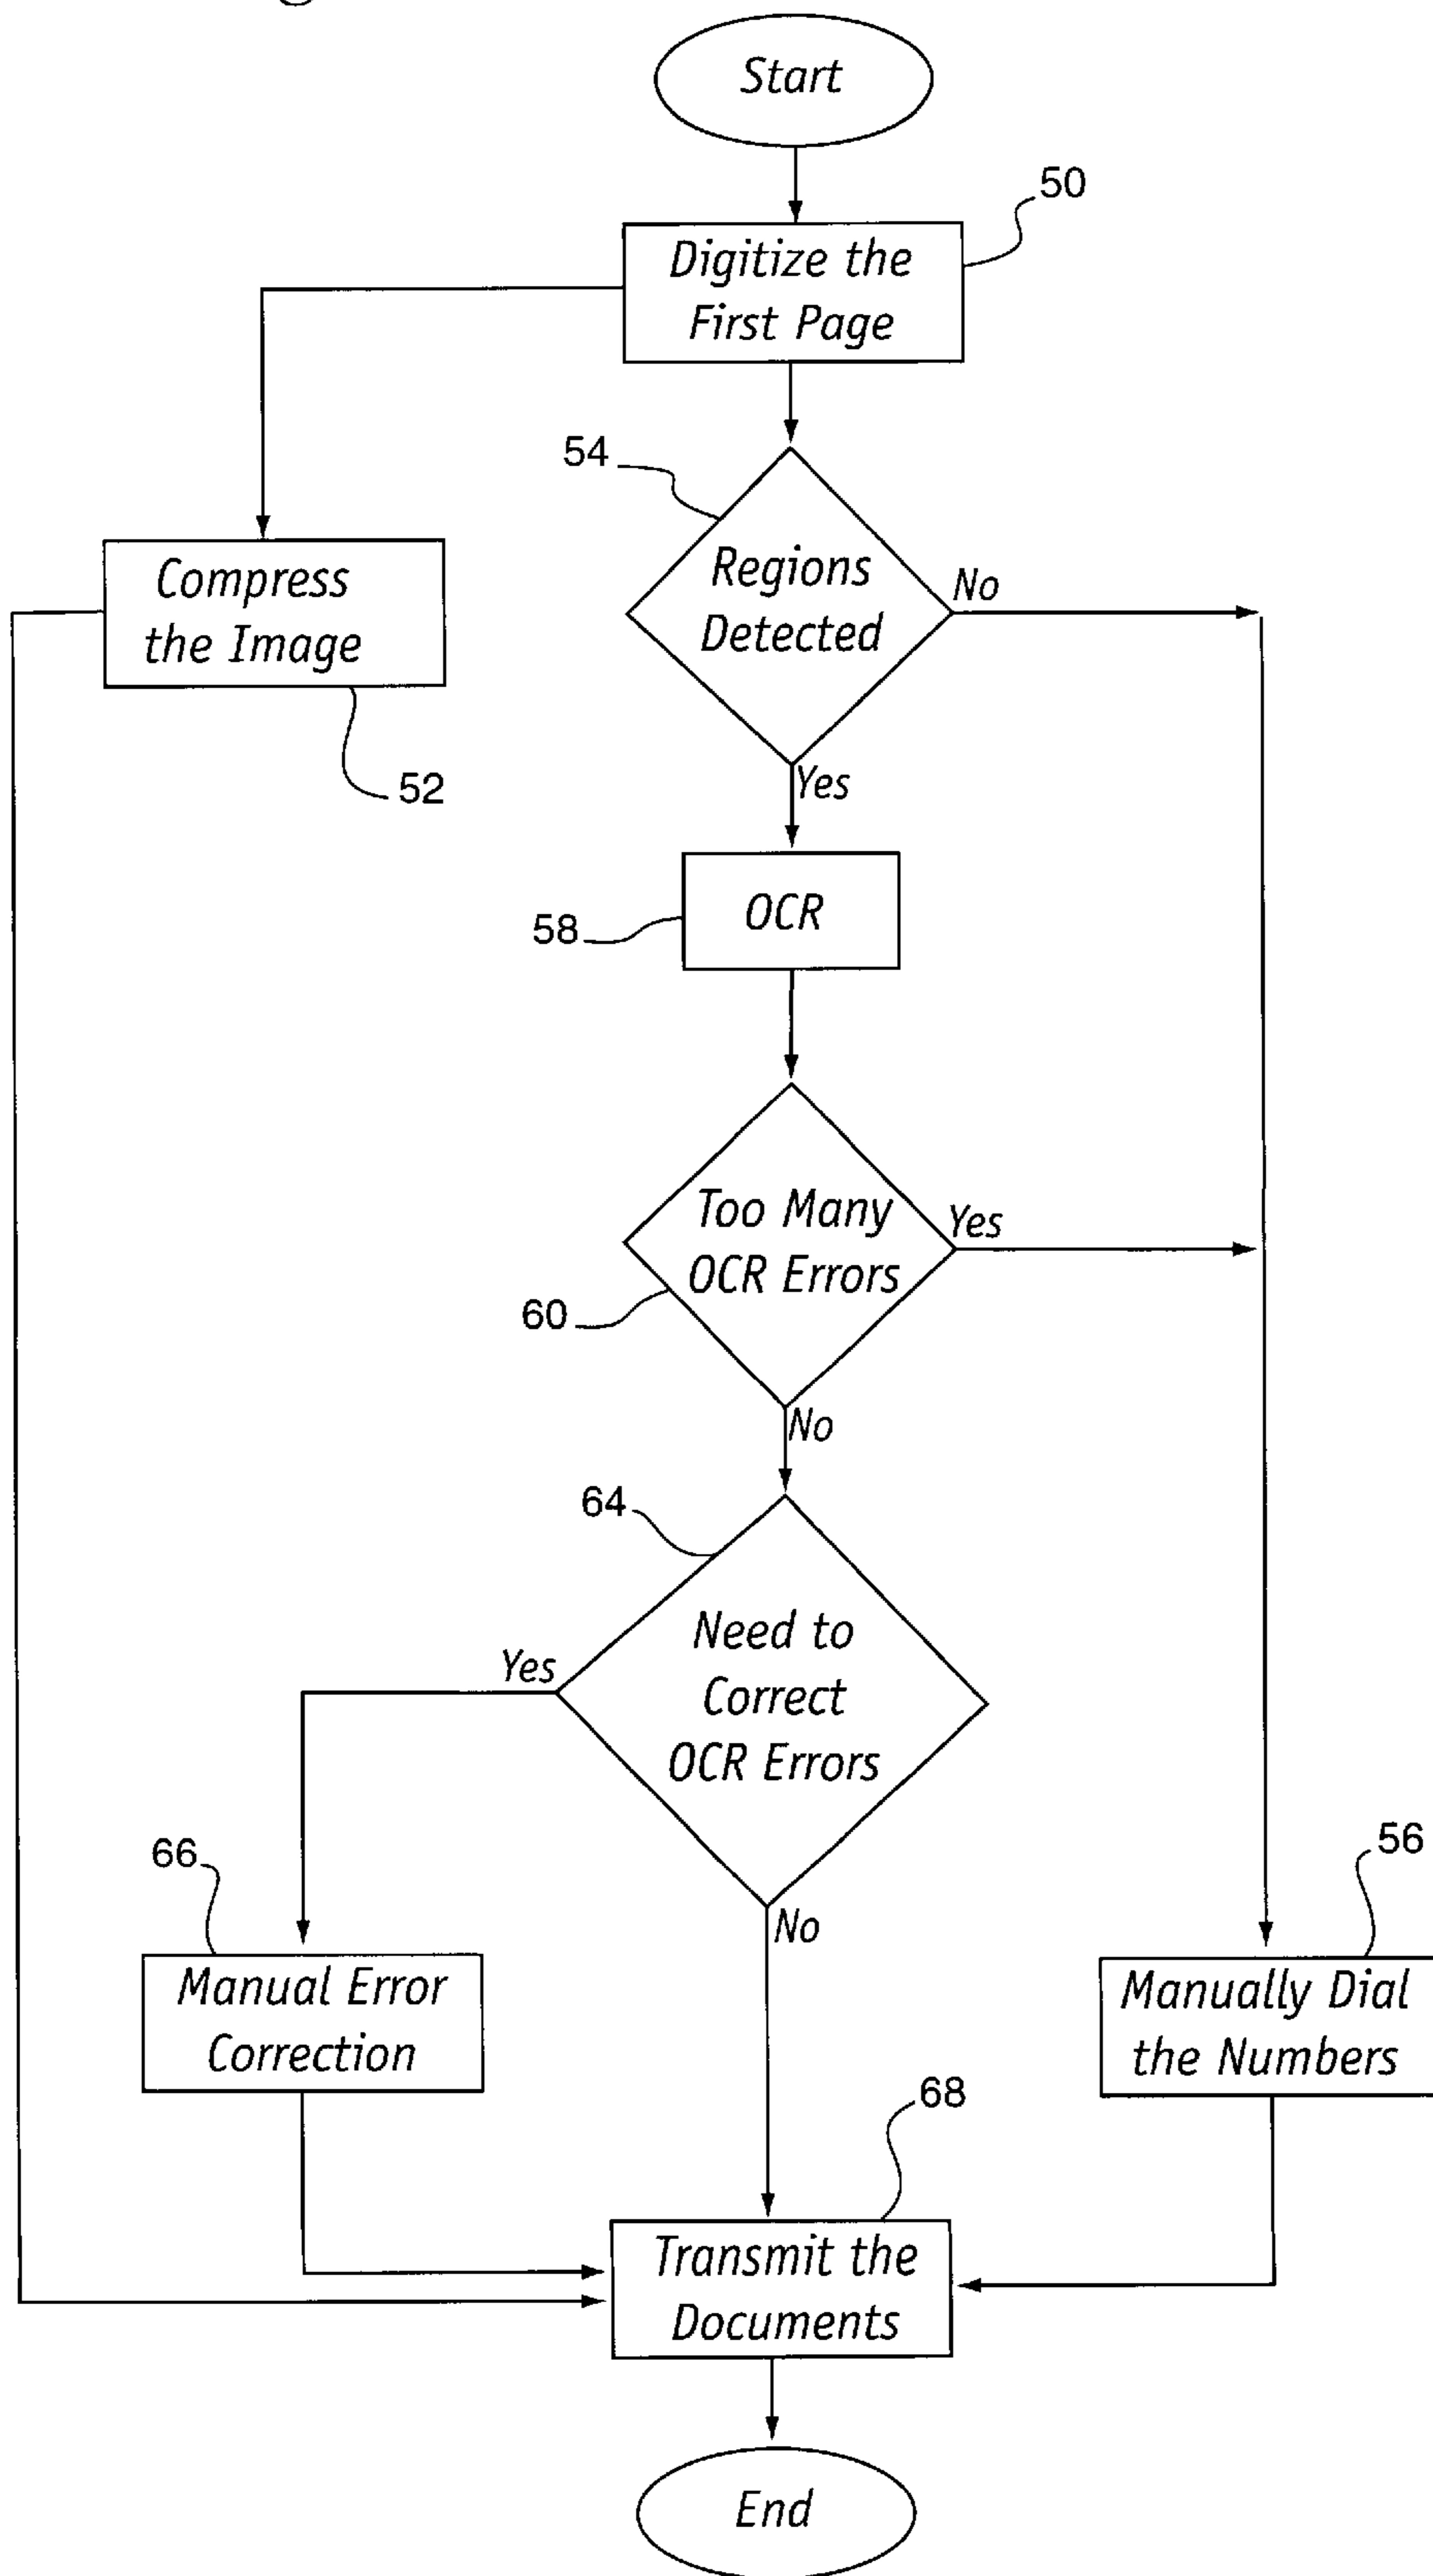 Start
50
Digitize the
First Page
54
Regions
Detected
No
Compress
the Image
52
Yes
58
OCR
Too Many
OCR Errors
Yes
60
No
64
Need to
Correct
OCR Errors
Yes
66
56
No
Manual Error
Correction
Manually Dial
the Numbers
68
Transmit the
Documents
End